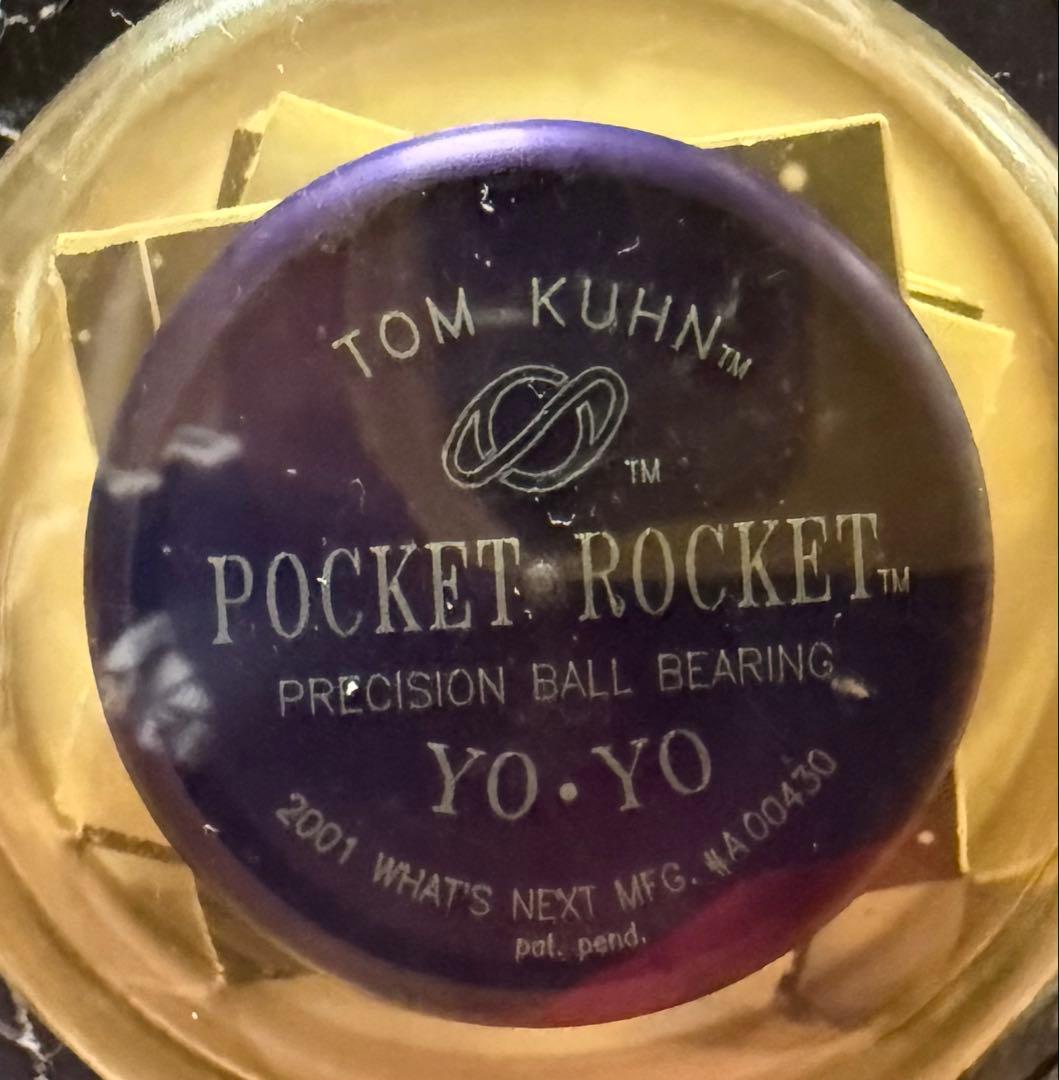 TOM KUHN™
™
POCKET ROCKET™
PRECISION BALL BEARING
YO•YO
2001 WHAT'S NEXT MFG. #A00430
pat. pend.